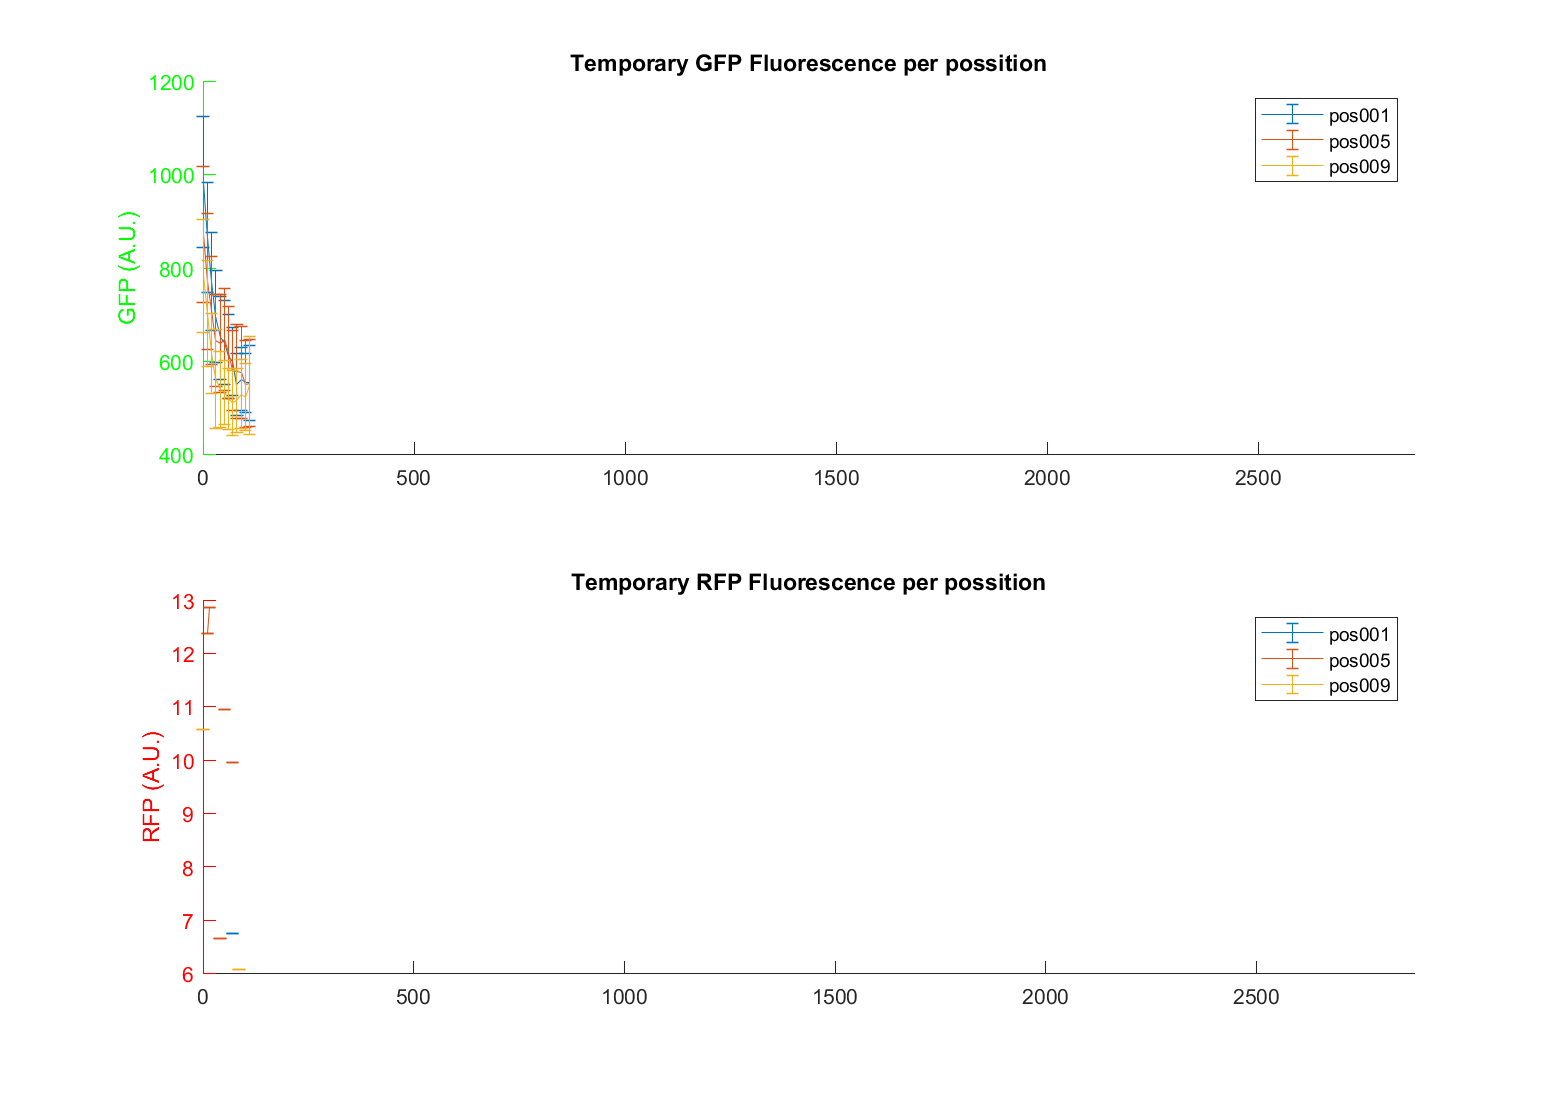 Temporary GFP Fluorescence per possition
1200
1000
800
600
400
GFP (A.U.)
pos001
pos005
pos009
0 500 1000 1500 2000 2500
Temporary RFP Fluorescence per possition
13
12
11
10
9
8
7
6
RFP (A.U.)
pos001
pos005
pos009
0 500 1000 1500 2000 2500